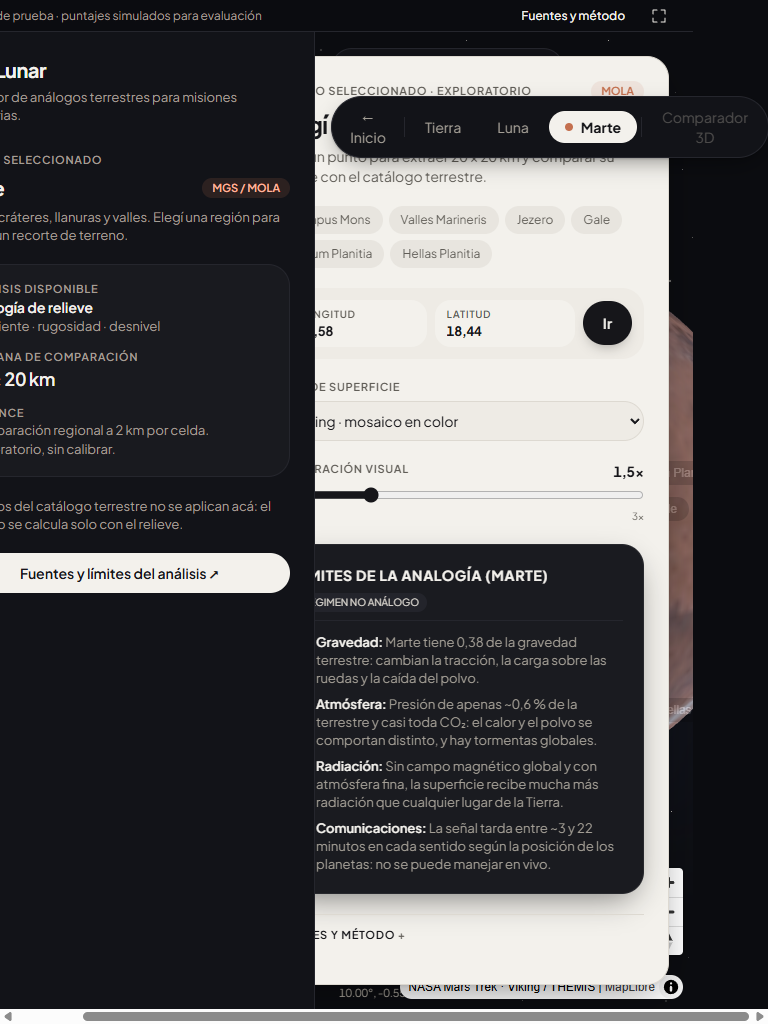 de prueba · puntajes simulados para evaluación
Fuentes y método
Lunar
or de análogos terrestres para misiones
rias.
SELECCIONADO
MGS / MOLA
cráteres, llanuras y valles. Elegí una región para
un recorte de terreno.
ISIS DISPONIBLE
ogía de relieve
iente · rugosidad · desnivel
ANA DE COMPARACIÓN
20 km
NCE
paración regional a 2 km por celda.
ratorio, sin calibrar.
os del catálogo terrestre no se aplican acá: el
o se calcula solo con el relieve.
Fuentes y límites del análisis ↗
O SELECCIONADO · EXPLORATORIO
MOLA
gí
← Inicio
Tierra
Luna
Marte
Comparador 3D
un punto para extraer 20 × 20 km y comparar su
e con el catálogo terrestre.
pus Mons
Valles Marineris
Jezero
Gale
um Planitia
Hellas Planitia
NGITUD
,58
LATITUD
18,44
Ir
DE SUPERFICIE
ing · mosaico en color
RACIÓN VISUAL
1,5×
3×
MITES DE LA ANALOGÍA (MARTE)
GIMEN NO ANÁLOGO
Gravedad: Marte tiene 0,38 de la gravedad
terrestre: cambian la tracción, la carga sobre las
ruedas y la caída del polvo.
Atmósfera: Presión de apenas ~0,6 % de la
terrestre y casi toda CO₂: el calor y el polvo se
comportan distinto, y hay tormentas globales.
Radiación: Sin campo magnético global y con
atmósfera fina, la superficie recibe mucha más
radiación que cualquier lugar de la Tierra.
Comunicaciones: La señal tarda entre ~3 y 22
minutos en cada sentido según la posición de los
planetas: no se puede manejar en vivo.
ES Y MÉTODO +
10.00°, -0.5
NASA Mars Trek · Viking / THEMIS | MapLibre